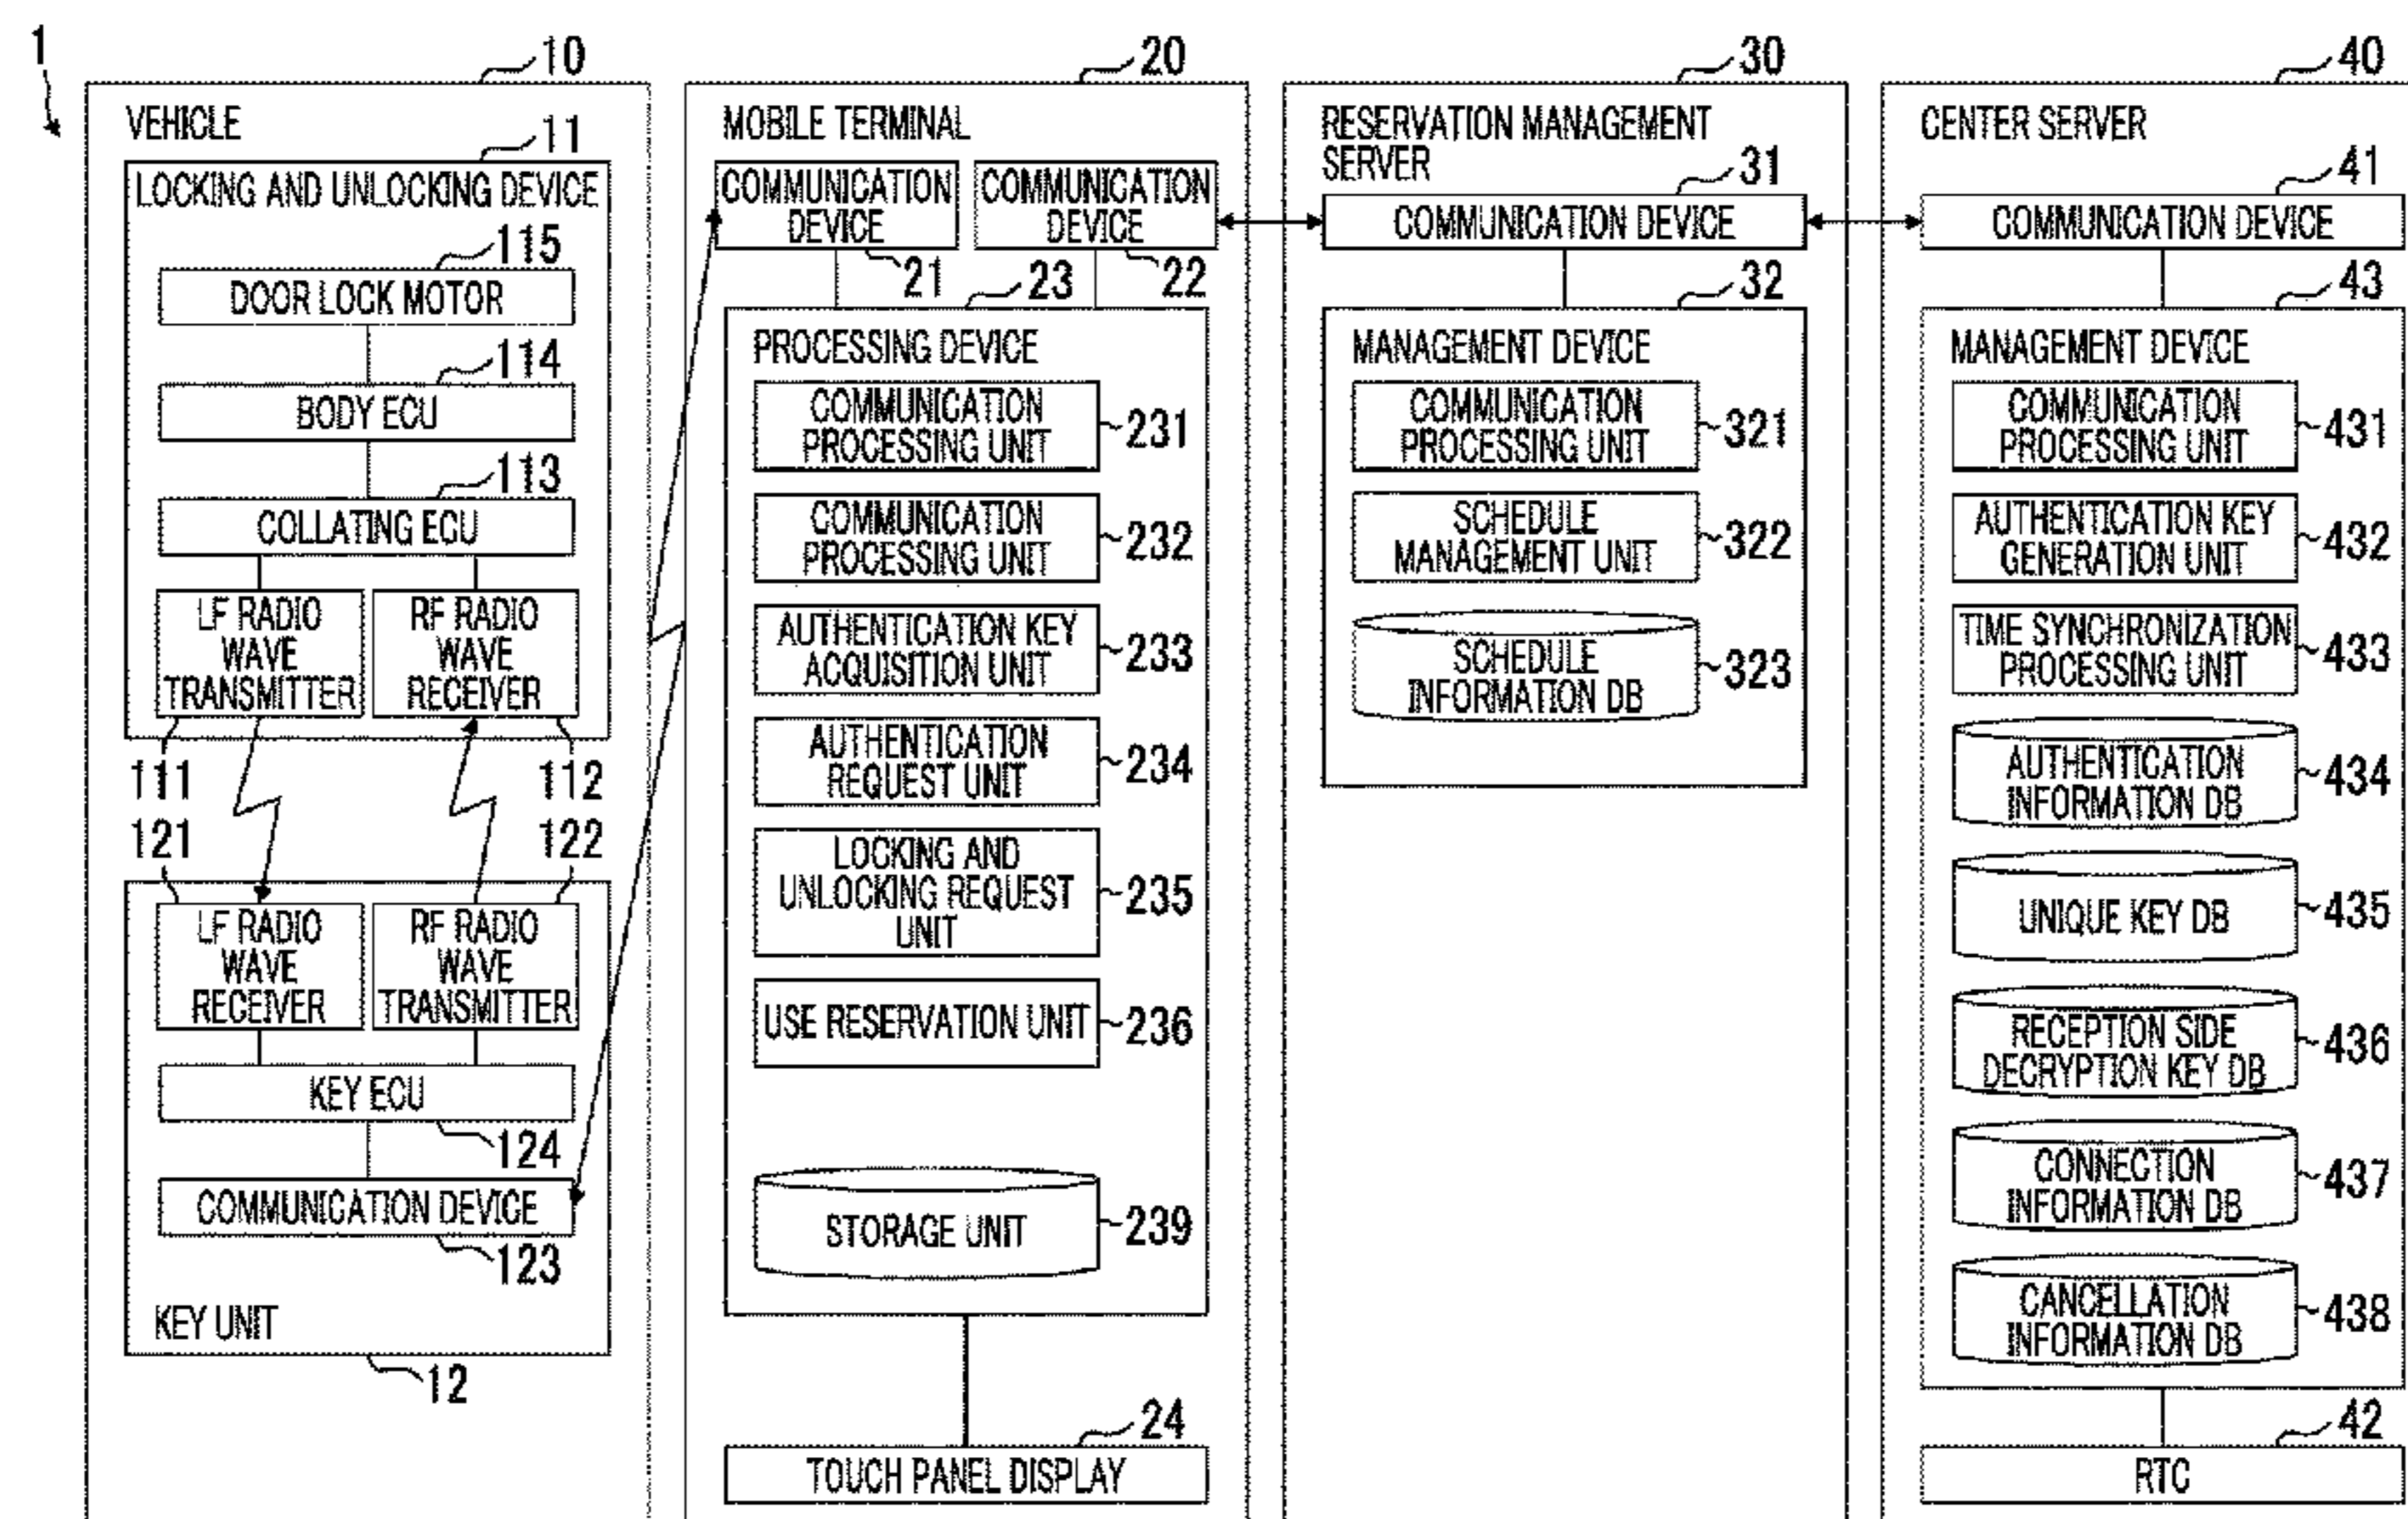 1
10
VEHICLE
11
LOCKING AND UNLOCKING DEVICE
115
DOOR LOCK MOTOR
114
BODY ECU
113
COLLATING ECU
LF RADIO
WAVE
TRANSMITTER
RF RADIO
WAVE
RECEIVER
111
112
121
122
LF RADIO
WAVE
RECEIVER
RF RADIO
WAVE
TRANSMITTER
KEY ECU
124
COMMUNICATION DEVICE
123
KEY UNIT
12
20
MOBILE TERMINAL
COMMUNICATION
DEVICE
COMMUNICATION
DEVICE
21
23
22
PROCESSING DEVICE
COMMUNICATION
PROCESSING UNIT
231
COMMUNICATION
PROCESSING UNIT
232
AUTHENTICATION KEY
ACQUISITION UNIT
233
AUTHENTICATION
REQUEST UNIT
234
LOCKING AND
UNLOCKING REQUEST
UNIT
235
USE RESERVATION UNIT
236
STORAGE UNIT
239
24
TOUCH PANEL DISPLAY
30
RESERVATION MANAGEMENT
SERVER
31
COMMUNICATION DEVICE
32
MANAGEMENT DEVICE
COMMUNICATION
PROCESSING UNIT
321
SCHEDULE
MANAGEMENT UNIT
322
SCHEDULE
INFORMATION DB
323
40
CENTER SERVER
41
COMMUNICATION DEVICE
43
MANAGEMENT DEVICE
COMMUNICATION
PROCESSING UNIT
431
AUTHENTICATION KEY
GENERATION UNIT
432
TIME SYNCHRONIZATION
PROCESSING UNIT
433
AUTHENTICATION
INFORMATION DB
434
UNIQUE KEY DB
435
RECEPTION SIDE
DECRYPTION KEY DB
436
CONNECTION
INFORMATION DB
437
CANCELLATION
INFORMATION DB
438
42
RTC